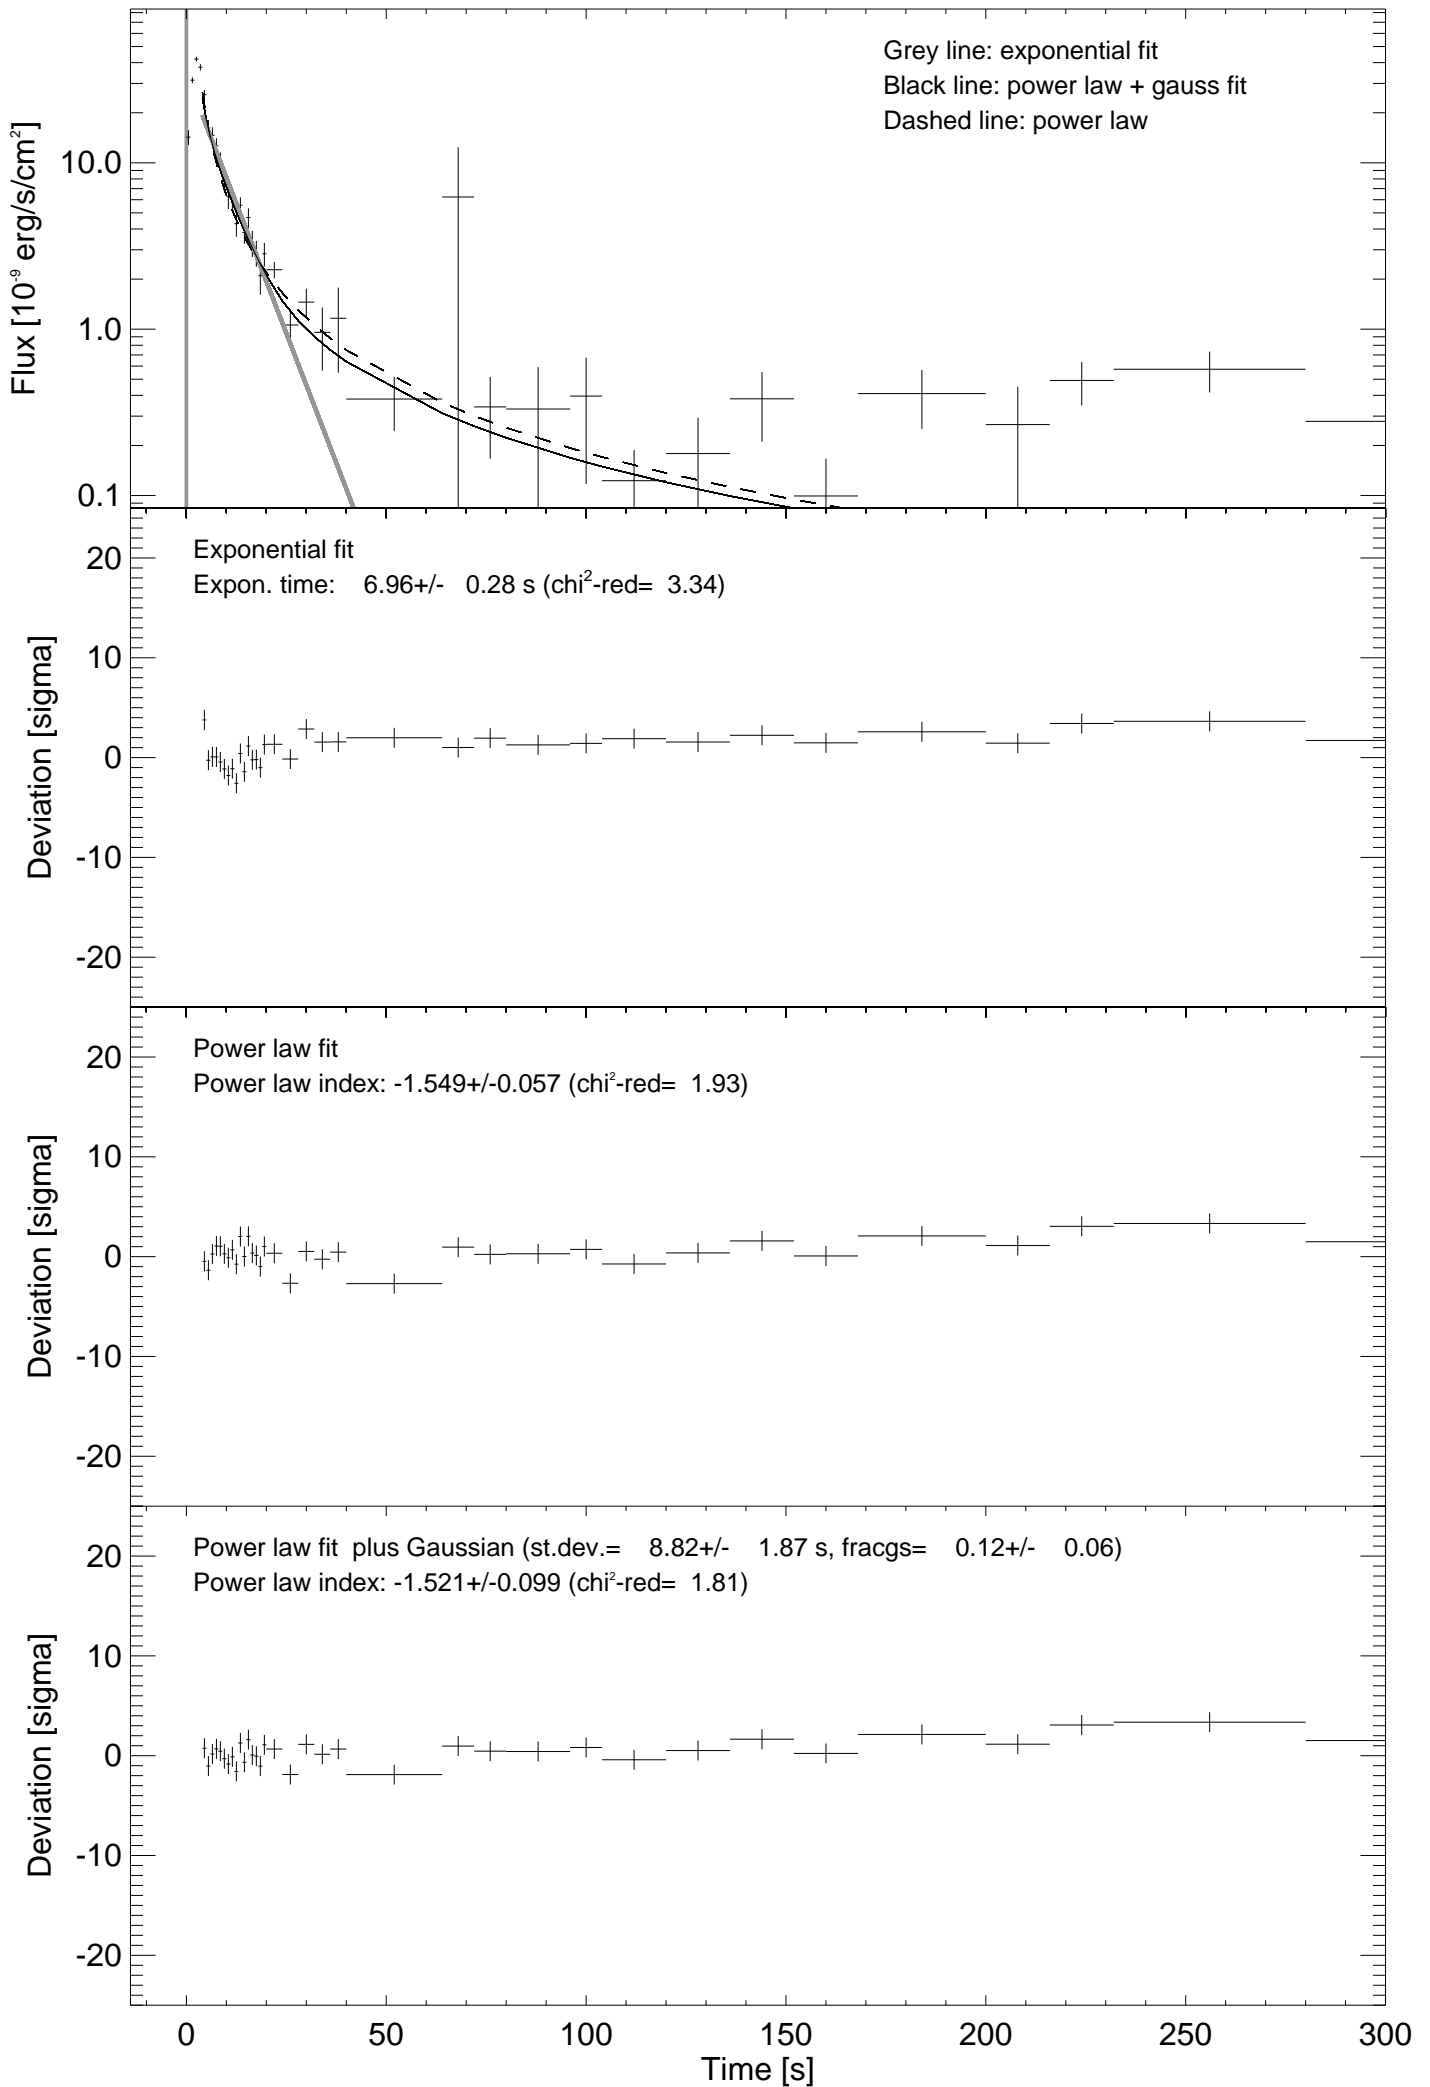 Grey line: exponential fit
Black line: power law + gauss fit
Dashed line: power law
Flux [10⁻⁹ erg/s/cm²]
10.0
1.0
0.1
Exponential fit
Expon. time: 6.96+/- 0.28 s (chi²-red= 3.34)
Deviation [sigma]
20
10
0
-10
-20
Power law fit
Power law index: -1.549+/-0.057 (chi²-red= 1.93)
Deviation [sigma]
20
10
0
-10
-20
Power law fit plus Gaussian (st.dev.= 8.82+/- 1.87 s, fracgs= 0.12+/- 0.06)
Power law index: -1.521+/-0.099 (chi²-red= 1.81)
Deviation [sigma]
20
10
0
-10
-20
0 50 100 150 200 250 300
Time [s]